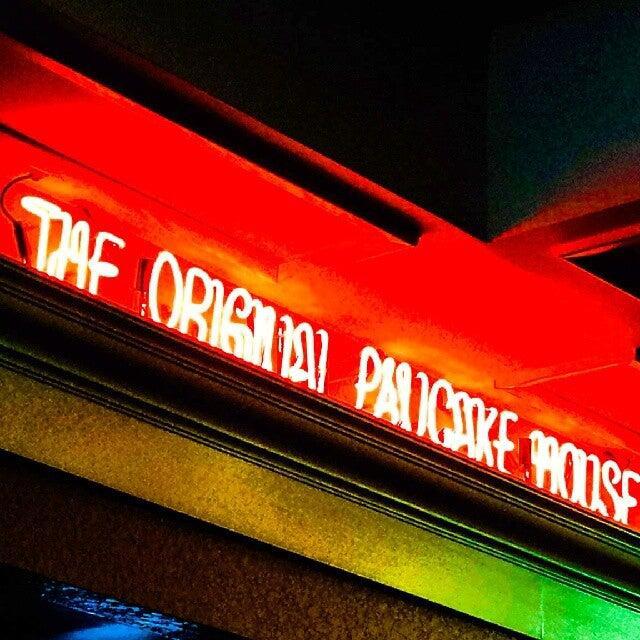 THE ORIGINAL PANCAKE HOUSE